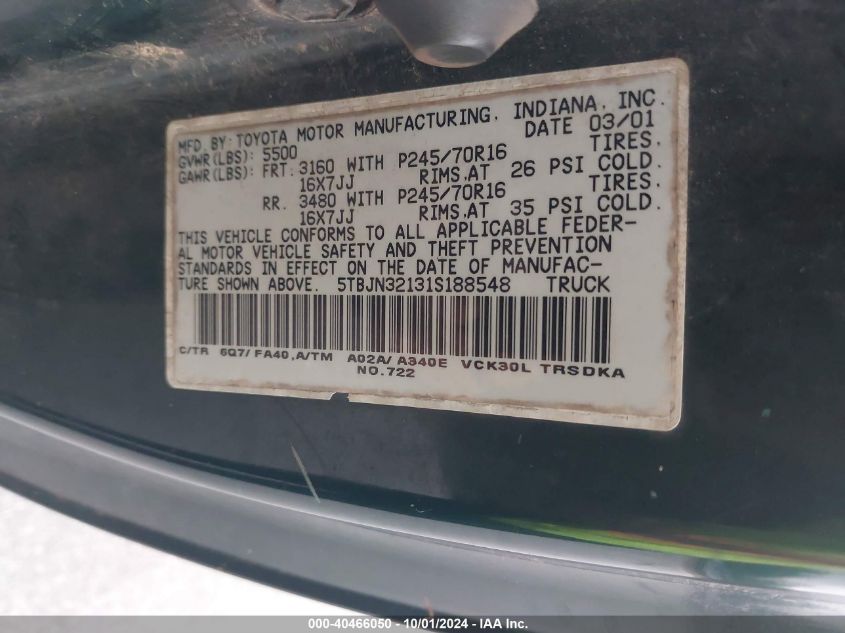 MFD. BY: TOYOTA MOTOR MANUFACTURING, INDIANA, INC.
GVWR(LBS): 5500 DATE 03/01
GAWR(LBS): FRT. 3160 WITH P245/70R16 TIRES,
16X7JJ RIMS,AT 26 PSI COLD.
RR. 3480 WITH P245/70R16 TIRES,
16X7JJ RIMS,AT 35 PSI COLD.
THIS VEHICLE CONFORMS TO ALL APPLICABLE FEDER-
AL MOTOR VEHICLE SAFETY AND THEFT PREVENTION
STANDARDS IN EFFECT ON THE DATE OF MANUFAC-
TURE SHOWN ABOVE. 5TBJN32131S188548 TRUCK
C/TR 6Q7/FA40,A/TM A02A/A340E VCK30L TRSDKA
NO.722
000-40466050 - 10/01/2024 - IAA Inc.